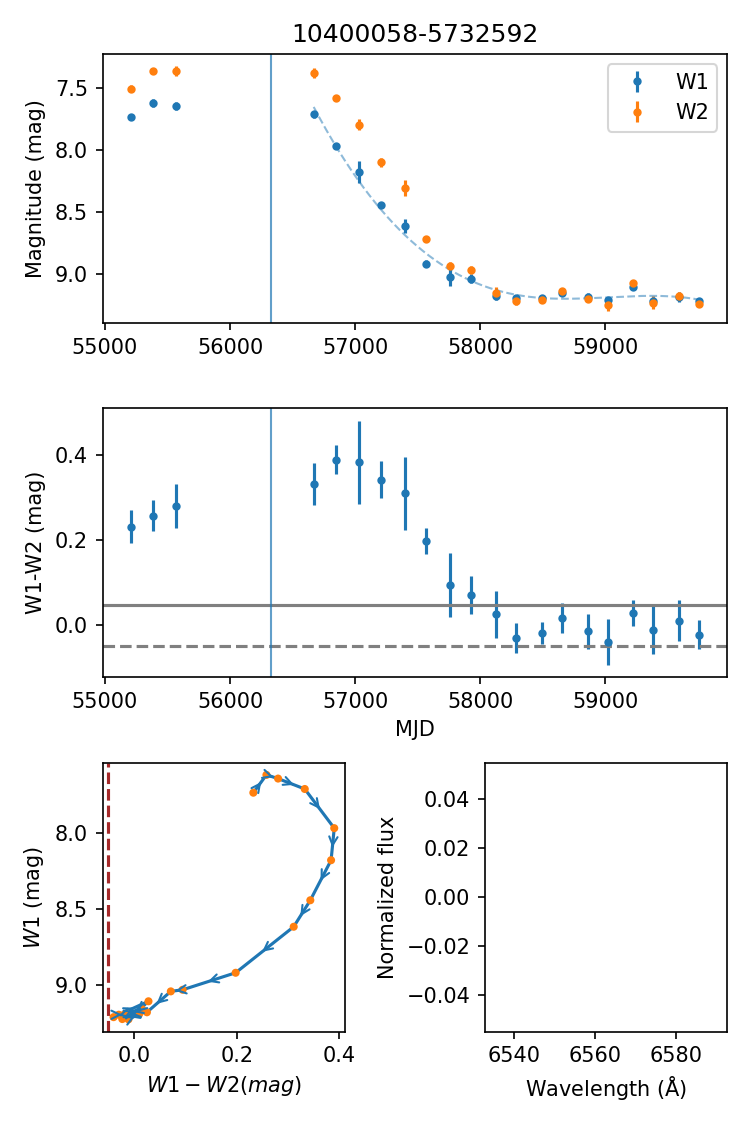 10400058-5732592
W1
W2
Magnitude (mag)
7.5
8.0
8.5
9.0
55000 56000 57000 58000 59000
W1-W2 (mag)
0.4
0.2
0.0
55000 56000 57000 58000 59000
MJD
W1 (mag)
8.0
8.5
9.0
0.0 0.2 0.4
W1 − W2(mag)
Normalized flux
0.04
0.02
0.00
−0.02
−0.04
6540 6560 6580
Wavelength (Å)